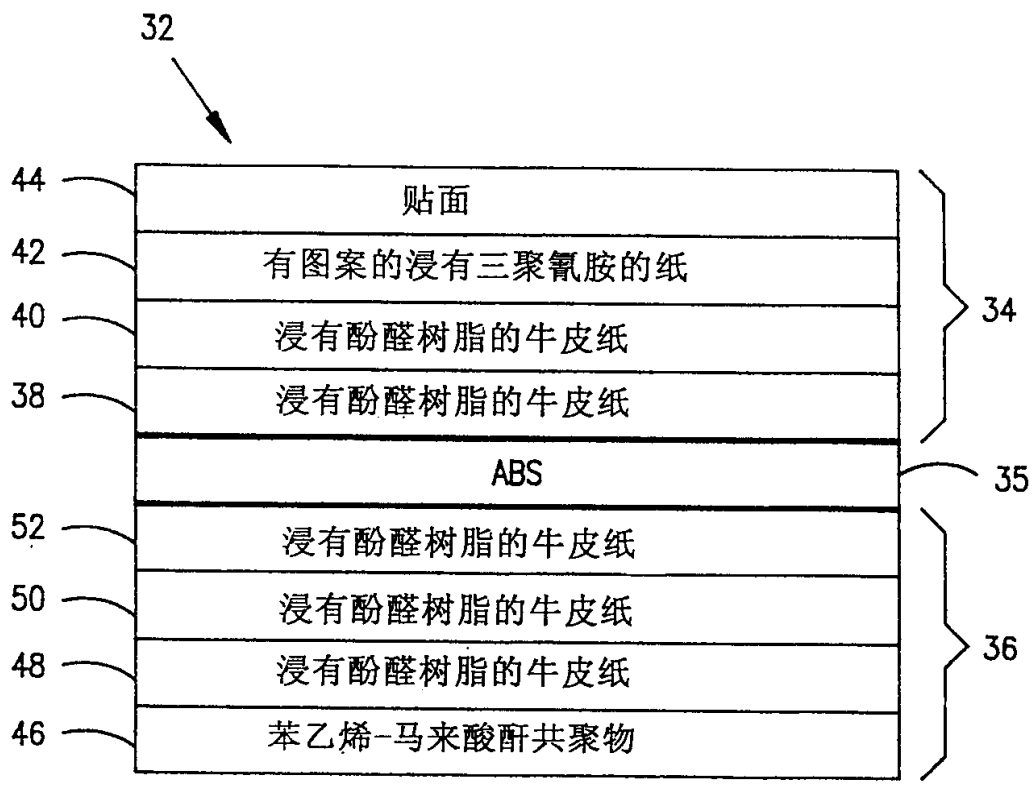 32
44
贴面
42
有图案的浸有三聚氰胺的纸
34
40
浸有酚醛树脂的牛皮纸
38
浸有酚醛树脂的牛皮纸
ABS
35
52
浸有酚醛树脂的牛皮纸
50
浸有酚醛树脂的牛皮纸
36
48
浸有酚醛树脂的牛皮纸
46
苯乙烯-马来酸酐共聚物